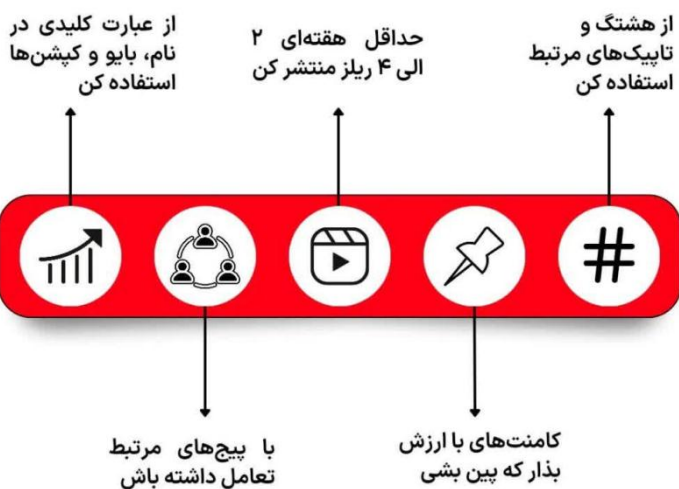 از هشتگ و
تاپیک‌های مرتبط
استفاده کن
حداقل هفته‌ای ۲
الی ۴ ریلز منتشر کن
از عبارت کلیدی در
نام، بایو و کپشن‌ها
استفاده کن
#
کامنت‌های با ارزش
بذار که پین بشی
با پیج‌های مرتبط
تعامل داشته باش